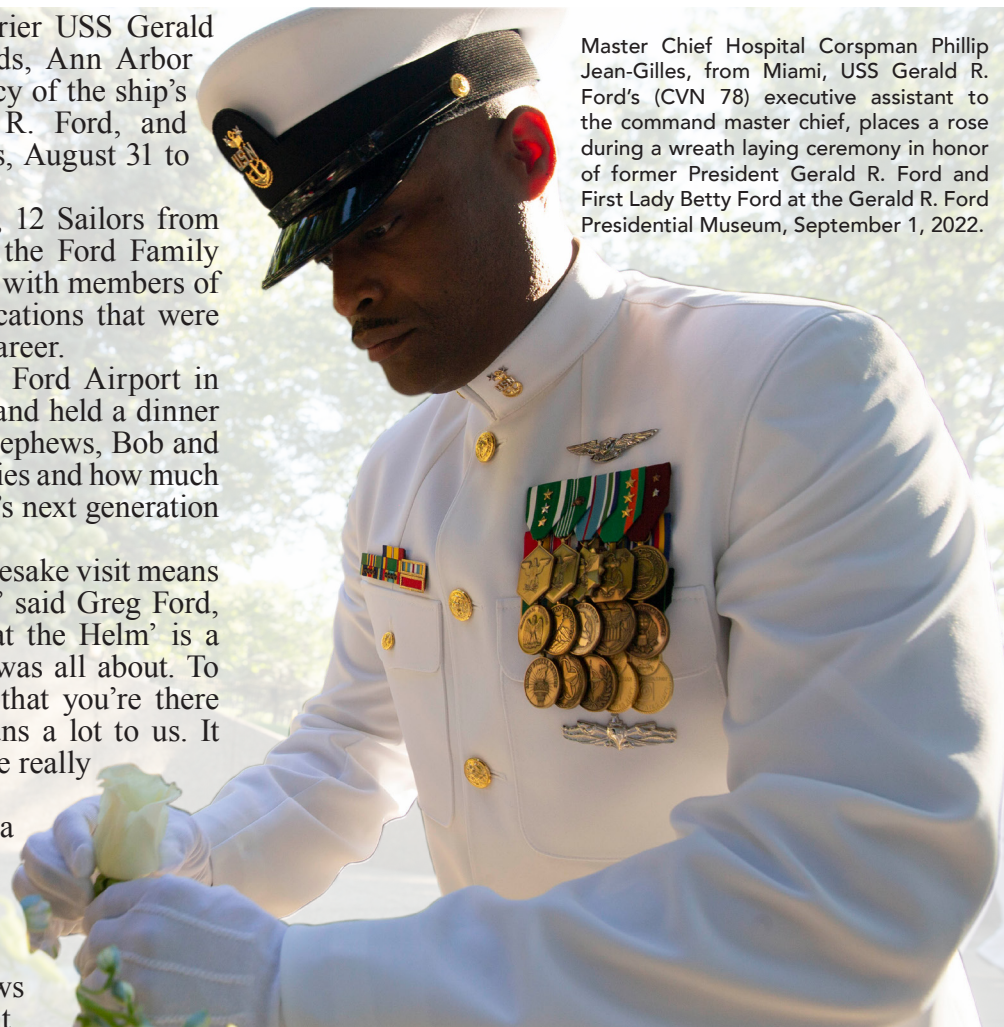 rier USS Gerald
ds, Ann Arbor
cy of the ship's
R. Ford, and
s, August 31 to
, 12 Sailors from
the Ford Family
with members of
cations that were
areer.
Ford Airport in
and held a dinner
ephews, Bob and
ies and how much
's next generation
esake visit means
' said Greg Ford,
at the Helm' is a
was all about. To
that you're there
ans a lot to us. It
e really
a
ws
t
Master Chief Hospital Corspman Phillip
Jean-Gilles, from Miami, USS Gerald R.
Ford's (CVN 78) executive assistant to
the command master chief, places a rose
during a wreath laying ceremony in honor
of former President Gerald R. Ford and
First Lady Betty Ford at the Gerald R. Ford
Presidential Museum, September 1, 2022.